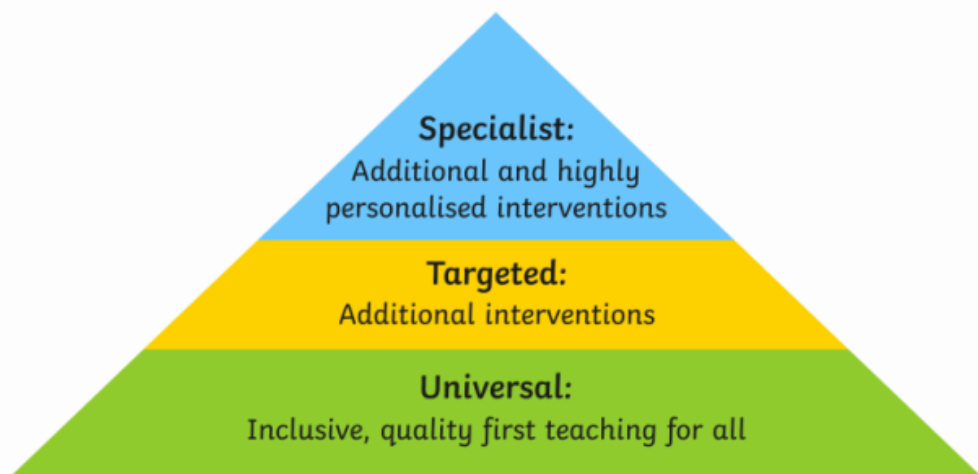 Specialist:
Additional and highly
personalised interventions
Targeted:
Additional interventions
Universal:
Inclusive, quality first teaching for all